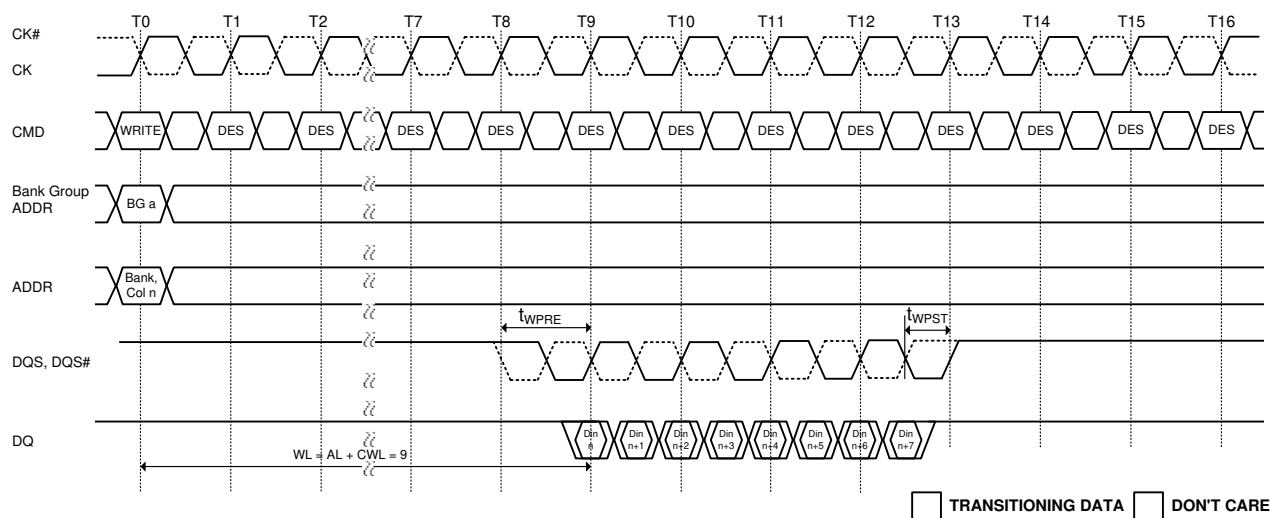 T0 T1 T2 T7 T8 T9 T10 T11 T12 T13 T14 T15 T16
CK#
CK
CMD WRITE DES DES DES DES DES DES DES DES DES DES DES DES
Bank Group
ADDR BG a
ADDR Bank,
Col n
tWPRE tWPST
DQS, DQS#
DQ Din n Din n+1 Din n+2 Din n+3 Din n+4 Din n+5 Din n+6 Din n+7
WL = AL + CWL = 9
TRANSITIONING DATA DON'T CARE